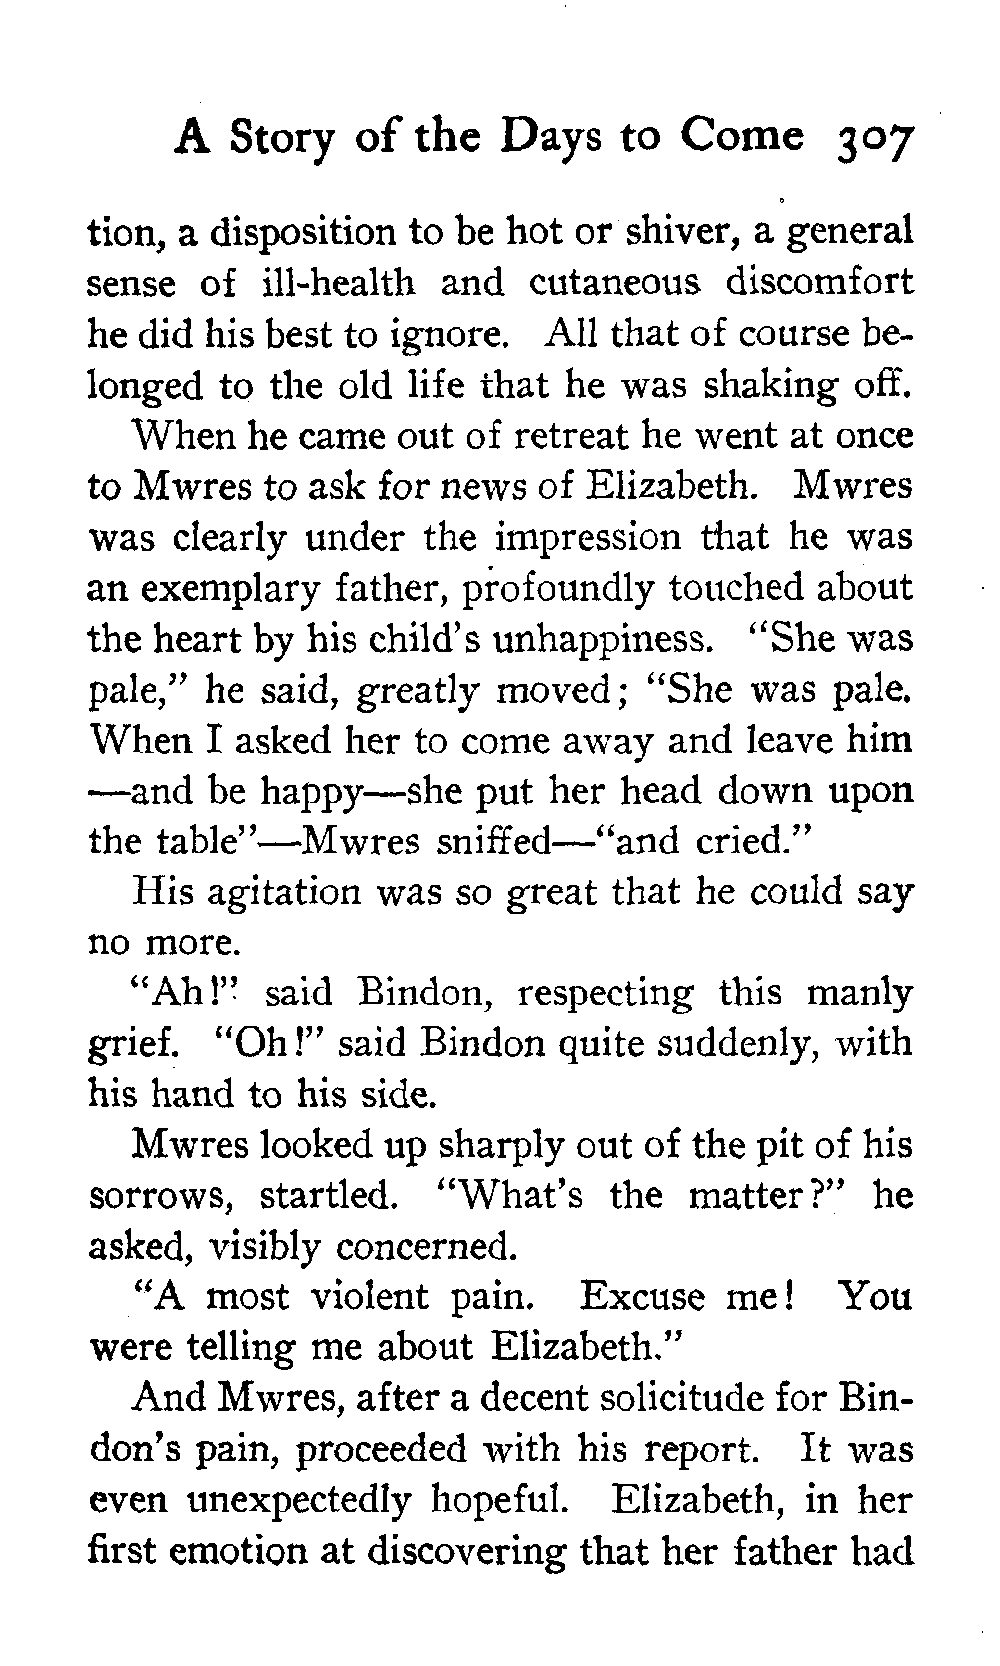 A Story of the Days to Come 307
tion, a disposition to be hot or shiver, a general
sense of ill-health and cutaneous discomfort
he did his best to ignore. All that of course be-
longed to the old life that he was shaking off.
When he came out of retreat he went at once
to Mwres to ask for news of Elizabeth. Mwres
was clearly under the impression that he was
an exemplary father, profoundly touched about
the heart by his child's unhappiness. "She was
pale," he said, greatly moved; "She was pale.
When I asked her to come away and leave him
—and be happy—she put her head down upon
the table"—Mwres sniffed—"and cried."
His agitation was so great that he could say
no more.
"Ah!" said Bindon, respecting this manly
grief. "Oh!" said Bindon quite suddenly, with
his hand to his side.
Mwres looked up sharply out of the pit of his
sorrows, startled. "What's the matter?" he
asked, visibly concerned.
"A most violent pain. Excuse me! You
were telling me about Elizabeth."
And Mwres, after a decent solicitude for Bin-
don's pain, proceeded with his report. It was
even unexpectedly hopeful. Elizabeth, in her
first emotion at discovering that her father had